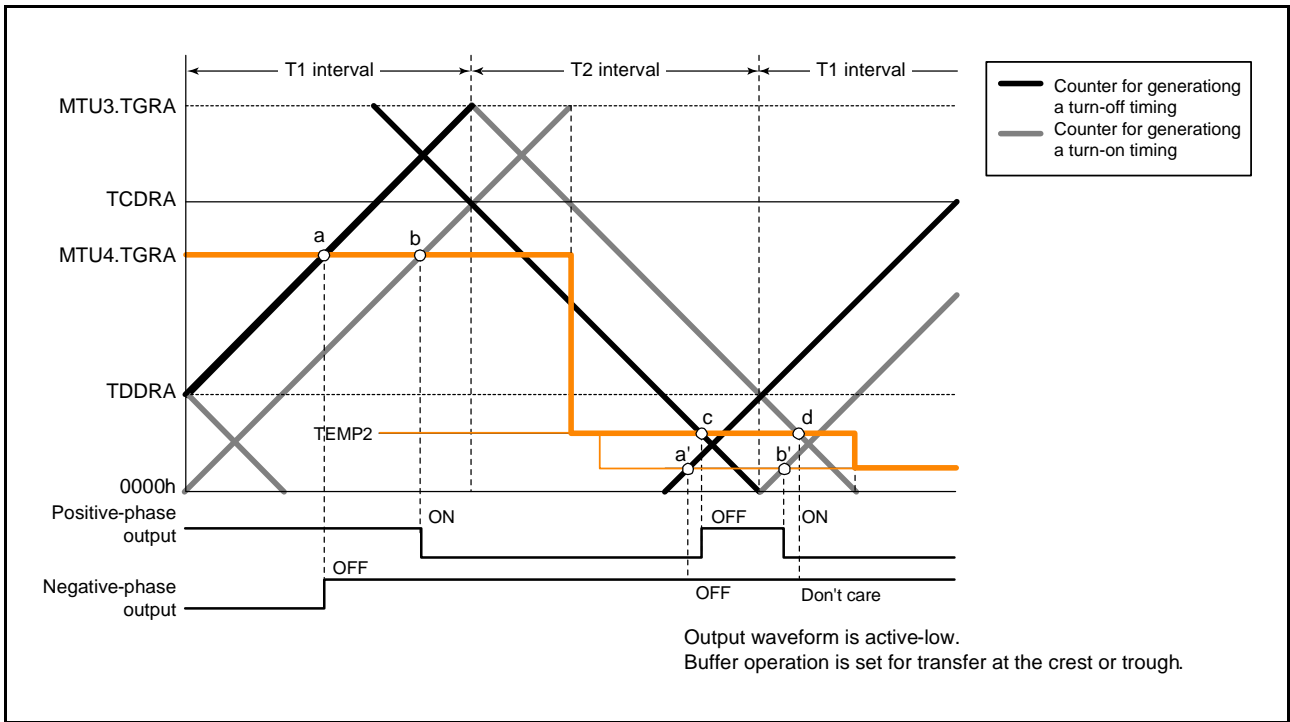 T1 interval
T2 interval
T1 interval
Counter for generationg
a turn-off timing
Counter for generationg
a turn-on timing
MTU3.TGRA
TCDRA
MTU4.TGRA
a
b
TDDRA
TEMP2
c
d
a'
b'
0000h
Positive-phase
output
ON
OFF
ON
Negative-phase
output
OFF
OFF
Don't care
Output waveform is active-low.
Buffer operation is set for transfer at the crest or trough.